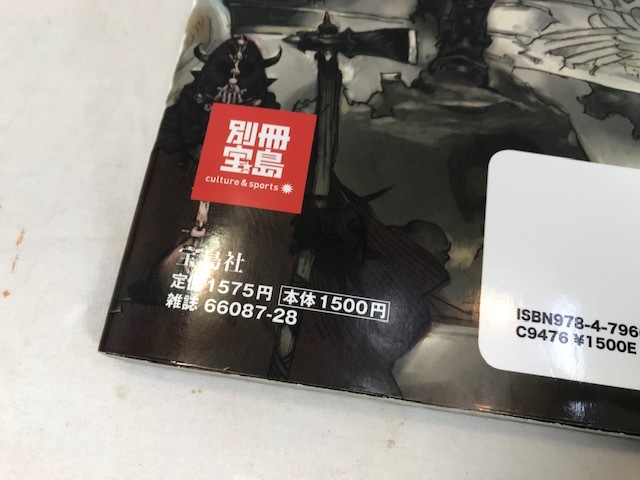 別冊
宝島
culture & sports
宝島社
定価1575円 本体1500円
雑誌 66087-28
ISBN978-4-796
C9476 ¥1500E